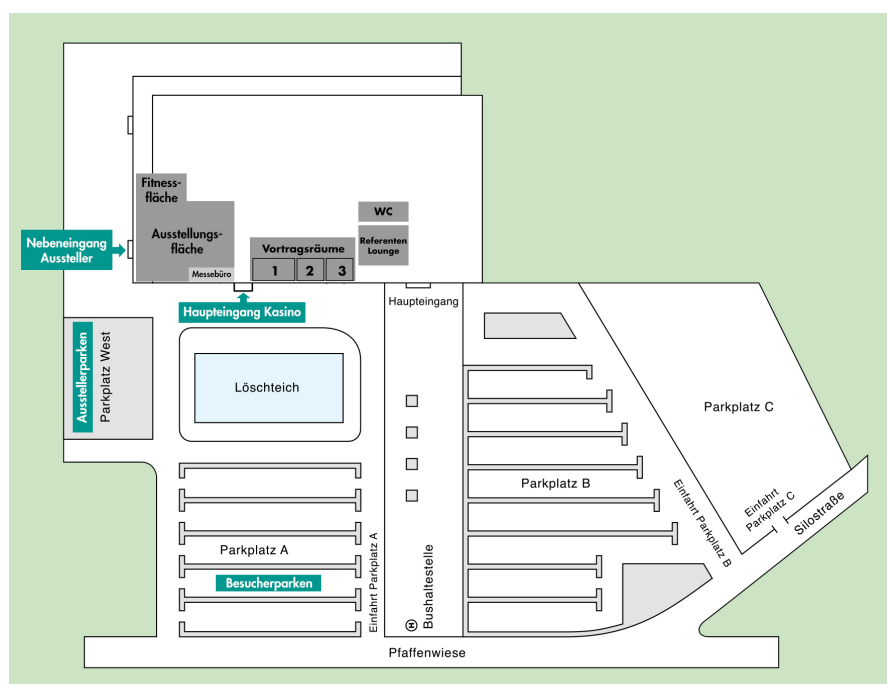 Fitness-
fläche
WC
Nebeneingang
Aussteller
Ausstellungs-
fläche
Vortragsräume
Referenten
Lounge
Messebüro
1
2
3
Haupteingang Kasino
Haupteingang
Ausstellerparken
Parkplatz West
Löschteich
Parkplatz C
Parkplatz B
Einfahrt
Parkplatz C
Silostraße
Einfahrt Parkplatz B
Parkplatz A
Besucherparken
Einfahrt Parkplatz A
Bushaltestelle
H
Pfaffenwiese